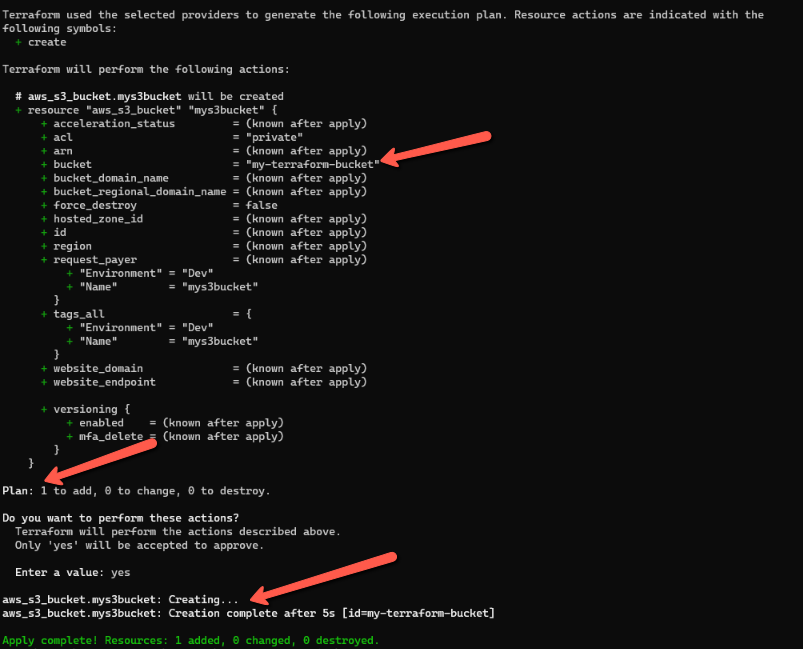 Terraform used the selected providers to generate the following execution plan. Resource actions are indicated with the
following symbols:
  + create

Terraform will perform the following actions:

  # aws_s3_bucket.mys3bucket will be created
  + resource "aws_s3_bucket" "mys3bucket" {
      + acceleration_status         = (known after apply)
      + acl                         = "private"
      + arn                         = (known after apply)
      + bucket                      = "my-terraform-bucket"
      + bucket_domain_name          = (known after apply)
      + bucket_regional_domain_name = (known after apply)
      + force_destroy               = false
      + hosted_zone_id              = (known after apply)
      + id                          = (known after apply)
      + region                      = (known after apply)
      + request_payer               = (known after apply)
          + "Environment" = "Dev"
          + "Name"        = "mys3bucket"
        }
      + tags_all                    = {
          + "Environment" = "Dev"
          + "Name"        = "mys3bucket"
        }
      + website_domain              = (known after apply)
      + website_endpoint            = (known after apply)

      + versioning {
          + enabled    = (known after apply)
          + mfa_delete = (known after apply)
        }
    }

Plan: 1 to add, 0 to change, 0 to destroy.

Do you want to perform these actions?
  Terraform will perform the actions described above.
  Only 'yes' will be accepted to approve.

  Enter a value: yes

aws_s3_bucket.mys3bucket: Creating...
aws_s3_bucket.mys3bucket: Creation complete after 5s [id=my-terraform-bucket]

Apply complete! Resources: 1 added, 0 changed, 0 destroyed.